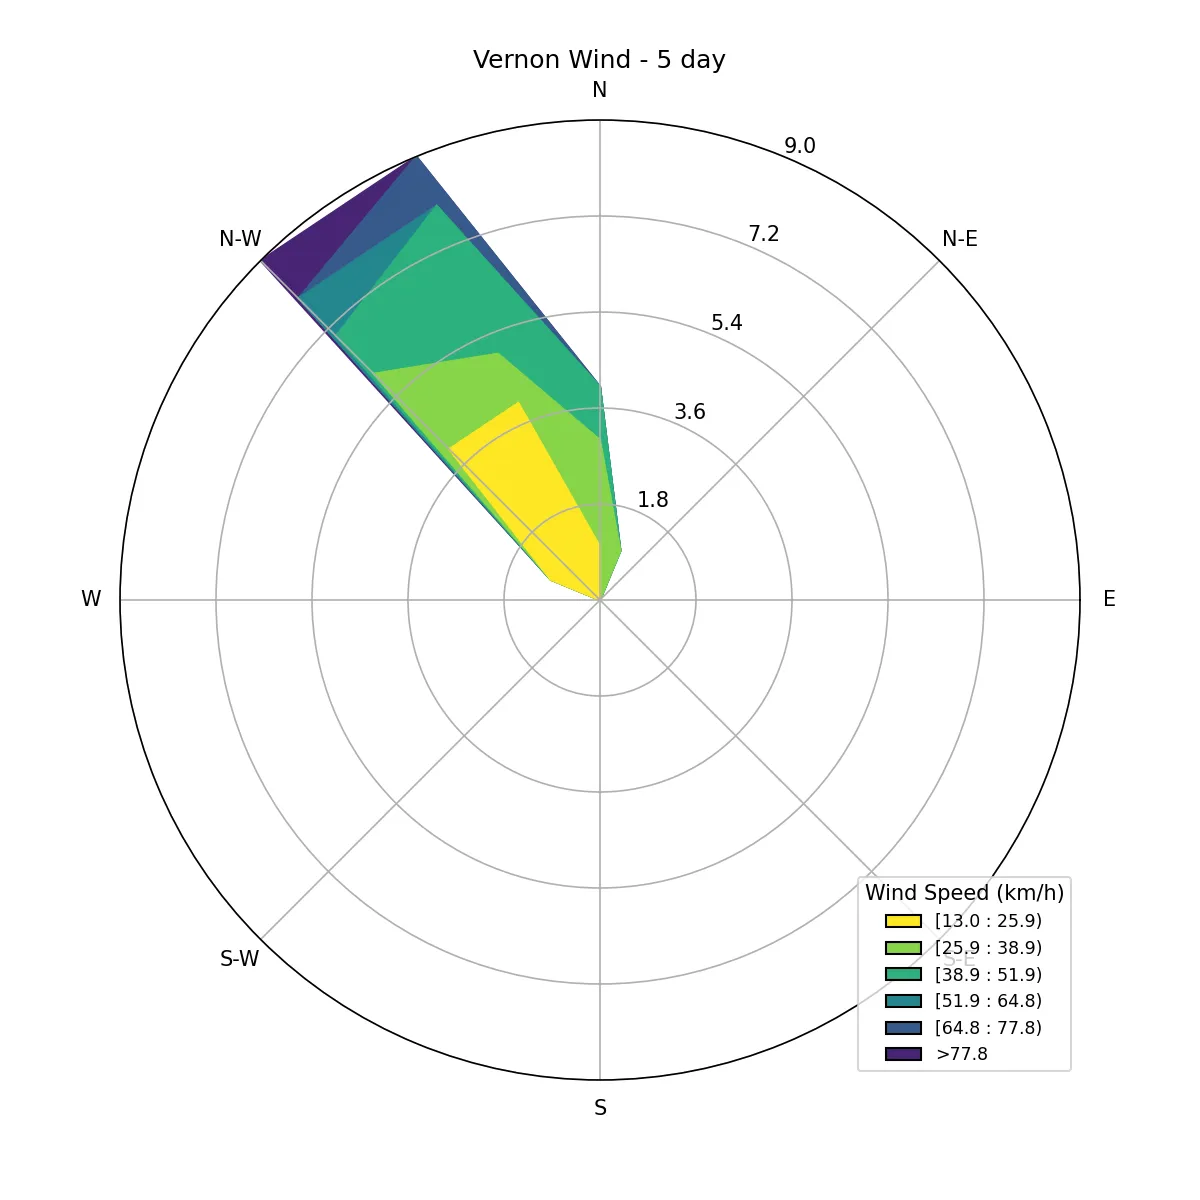 Vernon Wind - 5 day
N
9.0
7.2
N-W
N-E
5.4
3.6
1.8
W
E
Wind Speed (km/h)
[13.0 : 25.9)
[25.9 : 38.9)
S-W
S-E
[38.9 : 51.9)
[51.9 : 64.8)
[64.8 : 77.8)
>77.8
S